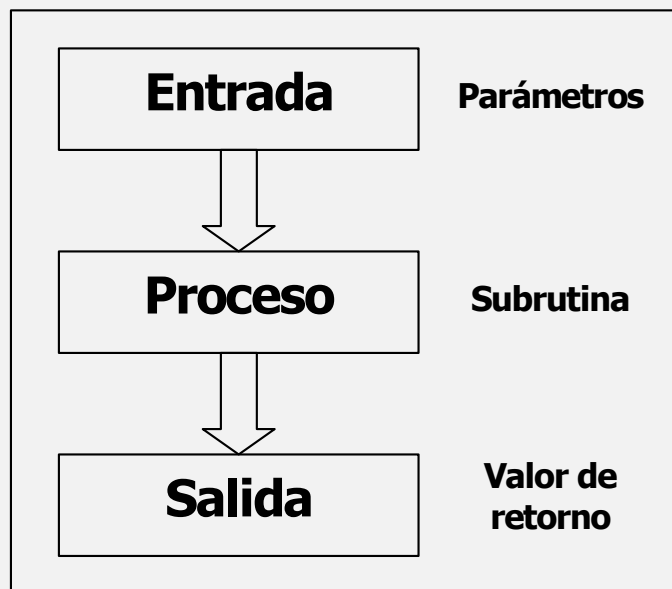 Entrada
Parámetros
Proceso
Subrutina
Salida
Valor de
retorno